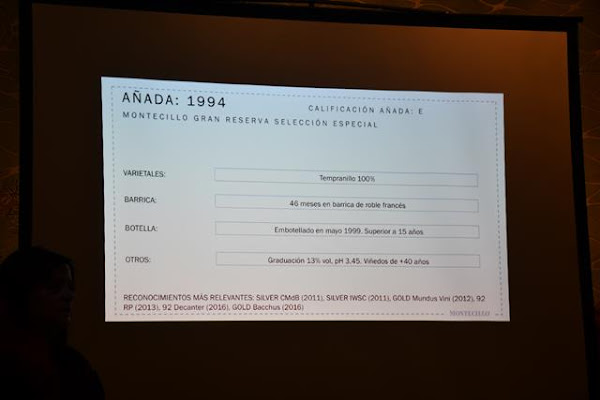 AÑADA: 1994
CALIFICACIÓN AÑADA: E
MONTECILLO GRAN RESERVA SELECCIÓN ESPECIAL
VARIETALES: Tempranillo 100%
BARRICA: 46 meses en barrica de roble francés
BOTELLA: Embotellado en mayo 1999. Superior a 15 años
OTROS: Graduación 13% vol, pH 3,45. Viñedos de +40 años
RECONOCIMIENTOS MÁS RELEVANTES: SILVER CMdB (2011), SILVER IWSC (2011), GOLD Mundus Vini (2012), 92
RP (2013), 92 Decanter (2016), GOLD Bacchus (2016)
MONTECILLO